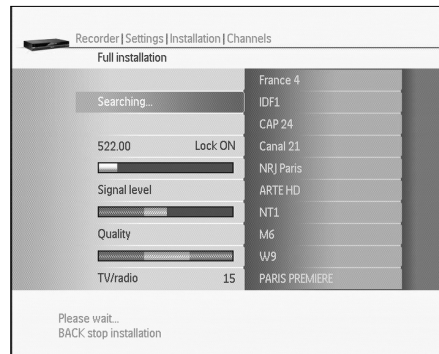 Recorder | Settings | Installation | Channels
Full installation
Searching...
522.00 Lock ON
Signal level
Quality
TV/radio 15
France 4
IDF1
CAP 24
Canal 21
NRJ Paris
ARTE HD
NT1
M6
W9
PARIS PREMIERE
Please wait...
BACK stop installation